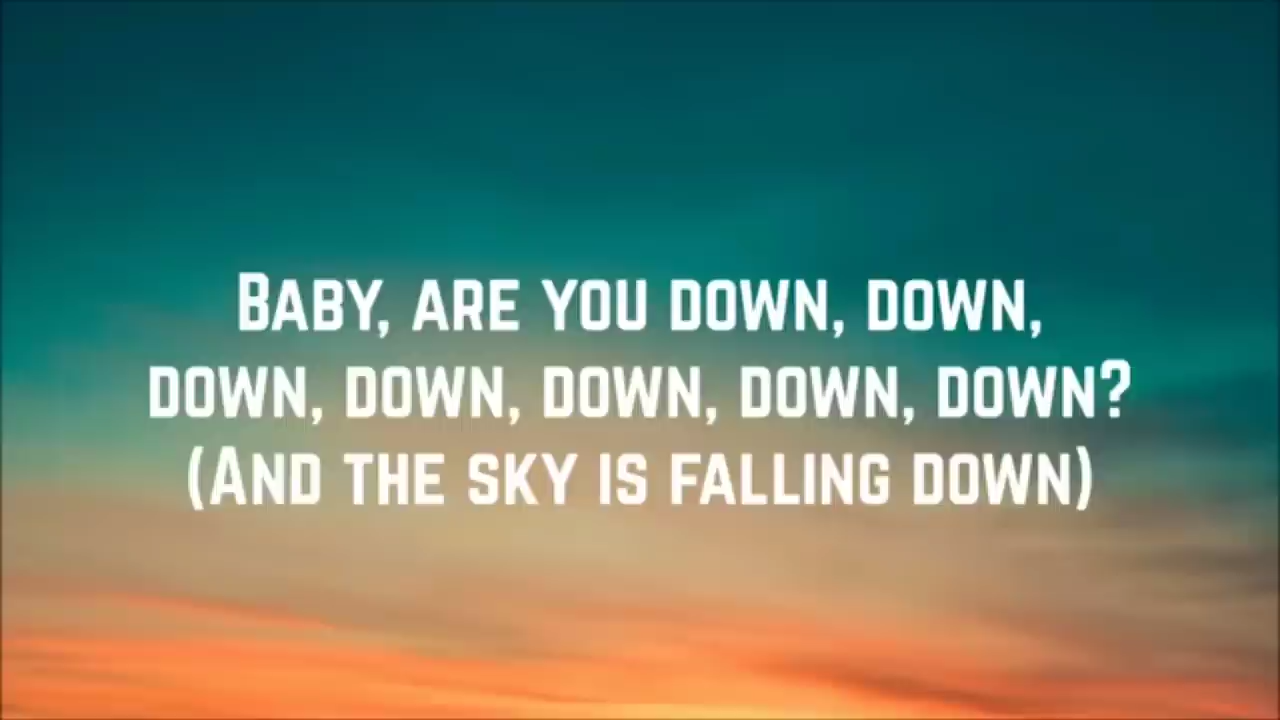 Baby, are you down, down,
down, down, down, down, down?
(And the sky is falling down)